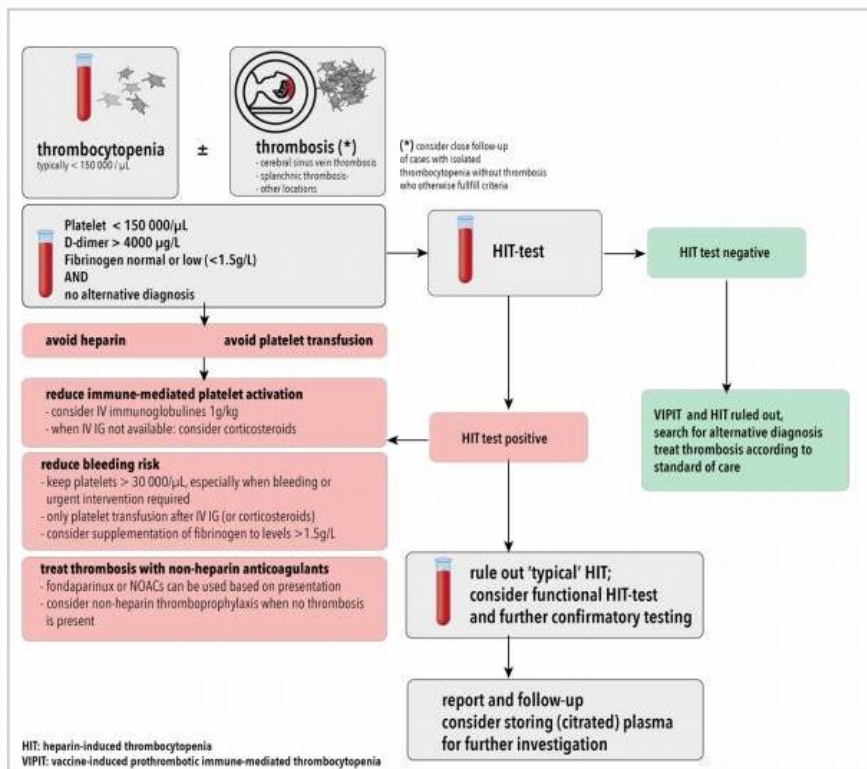 thrombocytopenia
typically < 150 000 / µL
±
thrombosis (*)
- cerebral sinus vein thrombosis
- splanchnic thrombosis-
- other locations
(*) consider close follow-up
of cases with isolated
thrombocytopenia without thrombosis
who otherwise fullfill criteria
Platelet < 150 000/µL
D-dimer > 4000 µg/L
Fibrinogen normal or low (<1.5g/L)
AND
no alternative diagnosis
HIT-test
HIT test negative
avoid heparin
avoid platelet transfusion
reduce immune-mediated platelet activation
- consider IV immunoglobulines 1g/kg
- when IV IG not available: consider corticosteroids
HIT test positive
VIPIT and HIT ruled out,
search for alternative diagnosis
treat thrombosis according to
standard of care
reduce bleeding risk
- keep platelets > 30 000/µL, especially when bleeding or
urgent intervention required
- only platelet transfusion after IV IG (or corticosteroids)
- consider supplementation of fibrinogen to levels >1.5g/L
treat thrombosis with non-heparin anticoagulants
- fondaparinux or NOACs can be used based on presentation
- consider non-heparin thromboprophylaxis when no thrombosis
is present
rule out ‘typical’ HIT;
consider functional HIT-test
and further confirmatory testing
report and follow-up
consider storing (citrated) plasma
for further investigation
HIT: heparin-induced thrombocytopenia
VIPIT: vaccine-induced prothrombotic immune-mediated thrombocytopenia